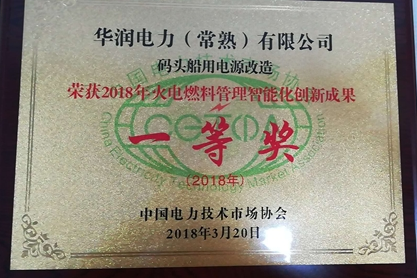 华润电力（常熟）有限公司
码头船用电源改造
荣获2018年火电燃料管理智能化创新成果
一等奖
（2018年）
中国电力技术市场协会
2018年3月20日